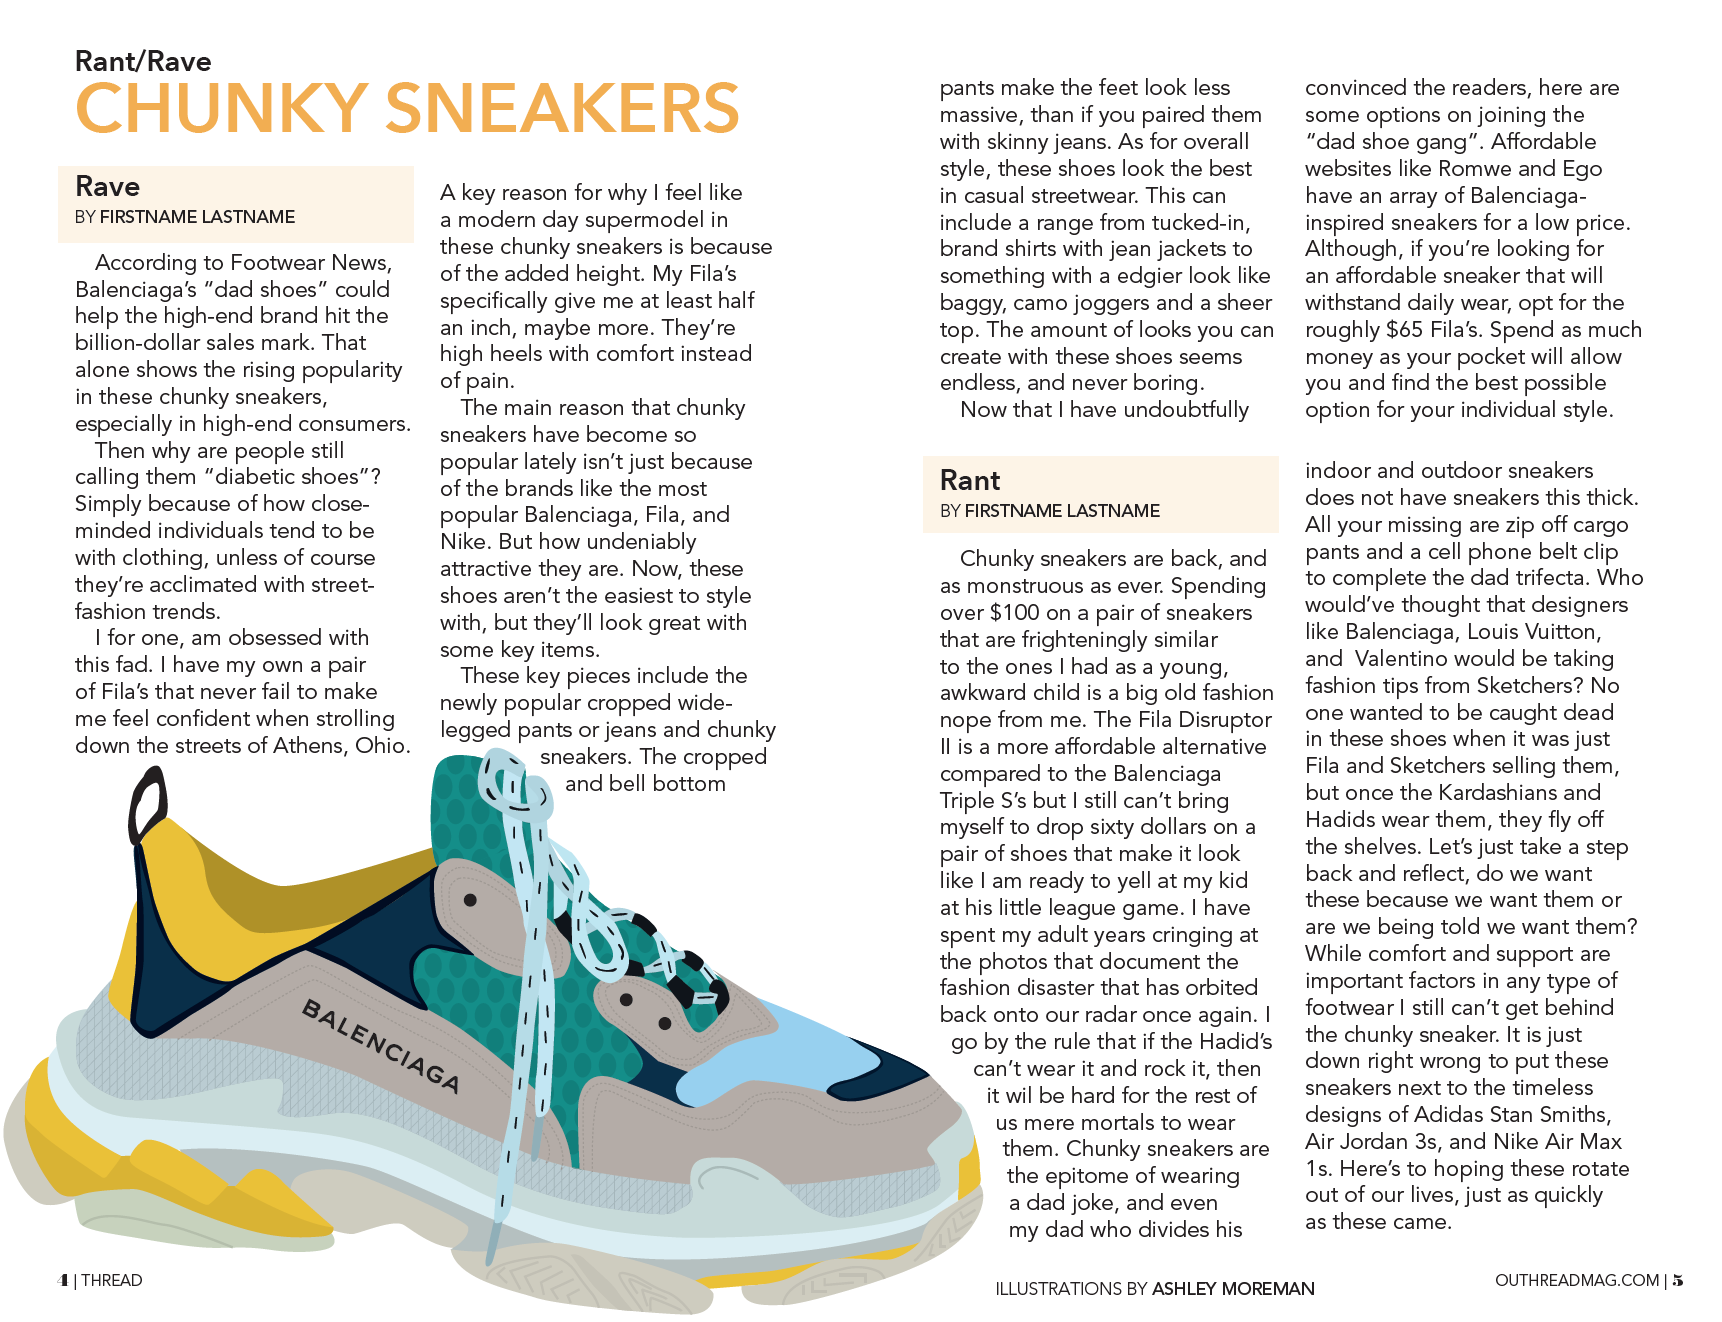 Rant/Rave
CHUNKY SNEAKERS
Rave
BY FIRSTNAME LASTNAME
According to Footwear News,
Balenciaga’s “dad shoes” could
help the high-end brand hit the
billion-dollar sales mark. That
alone shows the rising popularity
in these chunky sneakers,
especially in high-end consumers.
Then why are people still
calling them “diabetic shoes”?
Simply because of how close-
minded individuals tend to be
with clothing, unless of course
they’re acclimated with street-
fashion trends.
I for one, am obsessed with
this fad. I have my own a pair
of Fila’s that never fail to make
me feel confident when strolling
down the streets of Athens, Ohio.
A key reason for why I feel like
a modern day supermodel in
these chunky sneakers is because
of the added height. My Fila’s
specifically give me at least half
an inch, maybe more. They’re
high heels with comfort instead
of pain.
The main reason that chunky
sneakers have become so
popular lately isn’t just because
of the brands like the most
popular Balenciaga, Fila, and
Nike. But how undeniably
attractive they are. Now, these
shoes aren’t the easiest to style
with, but they’ll look great with
some key items.
These key pieces include the
newly popular cropped wide-
legged pants or jeans and chunky
sneakers. The cropped
and bell bottom
pants make the feet look less
massive, than if you paired them
with skinny jeans. As for overall
style, these shoes look the best
in casual streetwear. This can
include a range from tucked-in,
brand shirts with jean jackets to
something with a edgier look like
baggy, camo joggers and a sheer
top. The amount of looks you can
create with these shoes seems
endless, and never boring.
Now that I have undoubtfully
convinced the readers, here are
some options on joining the
“dad shoe gang”. Affordable
websites like Romwe and Ego
have an array of Balenciaga-
inspired sneakers for a low price.
Although, if you’re looking for
an affordable sneaker that will
withstand daily wear, opt for the
roughly $65 Fila’s. Spend as much
money as your pocket will allow
you and find the best possible
option for your individual style.
Rant
BY FIRSTNAME LASTNAME
Chunky sneakers are back, and
as monstruous as ever. Spending
over $100 on a pair of sneakers
that are frighteningly similar
to the ones I had as a young,
awkward child is a big old fashion
nope from me. The Fila Disruptor
II is a more affordable alternative
compared to the Balenciaga
Triple S’s but I still can’t bring
myself to drop sixty dollars on a
pair of shoes that make it look
like I am ready to yell at my kid
at his little league game. I have
spent my adult years cringing at
the photos that document the
fashion disaster that has orbited
back onto our radar once again. I
go by the rule that if the Hadid’s
can’t wear it and rock it, then
it wil be hard for the rest of
us mere mortals to wear
them. Chunky sneakers are
the epitome of wearing
a dad joke, and even
my dad who divides his
indoor and outdoor sneakers
does not have sneakers this thick.
All your missing are zip off cargo
pants and a cell phone belt clip
to complete the dad trifecta. Who
would’ve thought that designers
like Balenciaga, Louis Vuitton,
and  Valentino would be taking
fashion tips from Sketchers? No
one wanted to be caught dead
in these shoes when it was just
Fila and Sketchers selling them,
but once the Kardashians and
Hadids wear them, they fly off
the shelves. Let’s just take a step
back and reflect, do we want
these because we want them or
are we being told we want them?
While comfort and support are
important factors in any type of
footwear I still can’t get behind
the chunky sneaker. It is just
down right wrong to put these
sneakers next to the timeless
designs of Adidas Stan Smiths,
Air Jordan 3s, and Nike Air Max
1s. Here’s to hoping these rotate
out of our lives, just as quickly
as these came.
BALENCIAGA
4 | THREAD
ILLUSTRATIONS BY ASHLEY MOREMAN
OUTHREADMAG.COM | 5